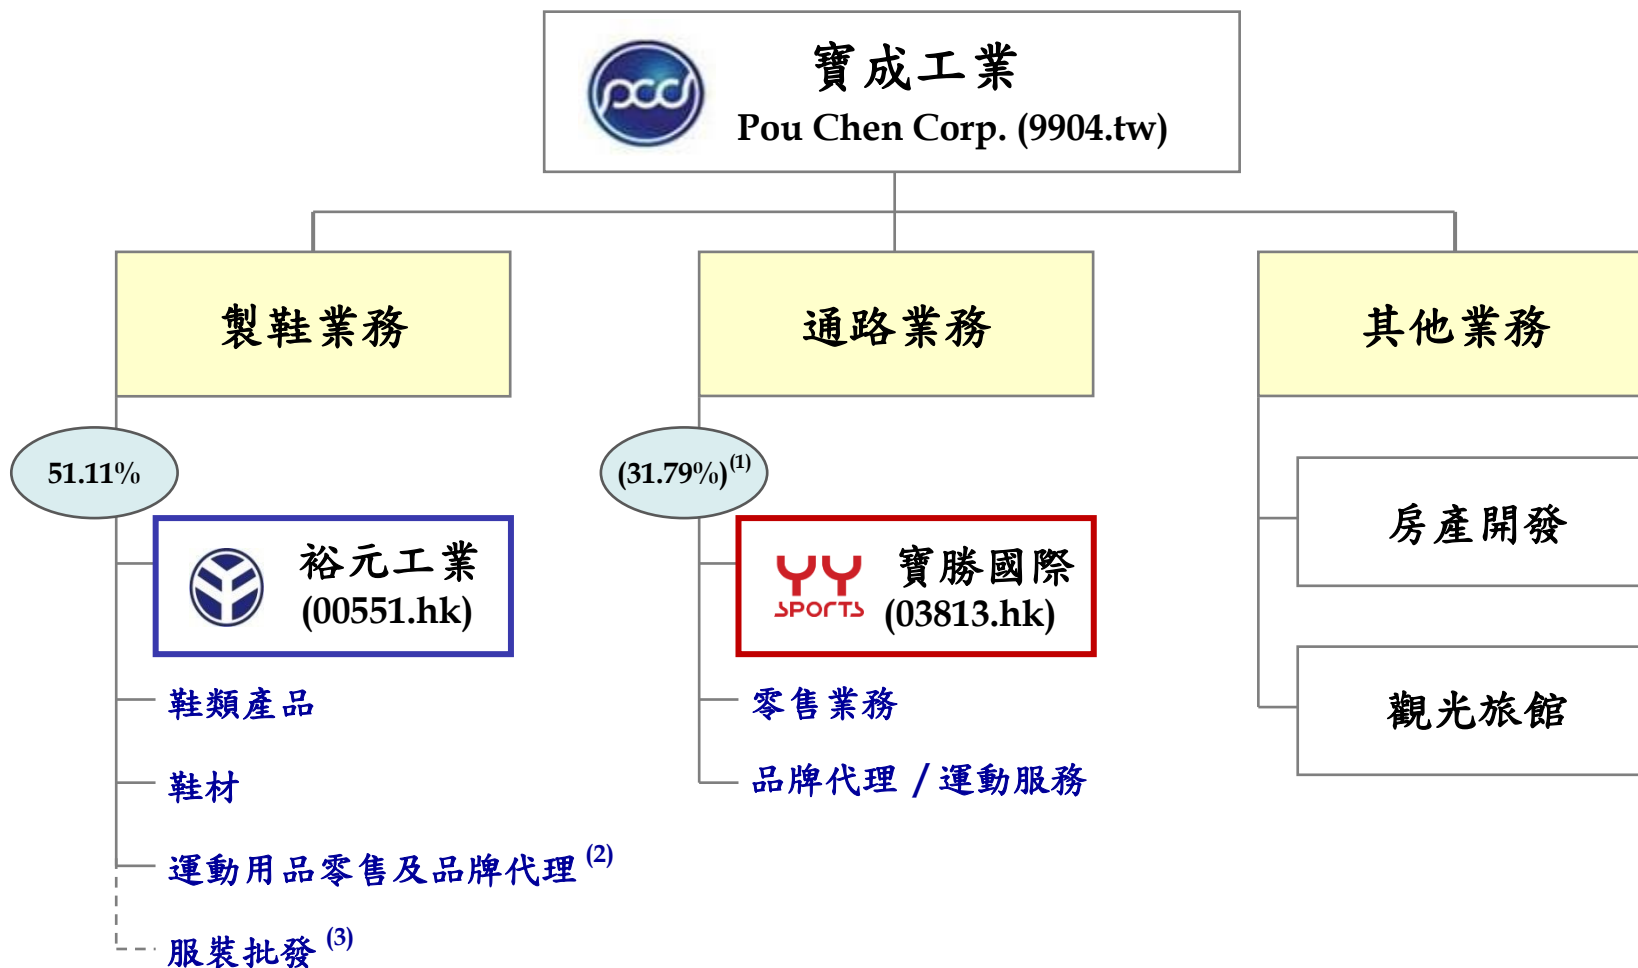 pcc
寶成工業
Pou Chen Corp. (9904.tw)
製鞋業務
通路業務
其他業務
51.11%
(31.79%)(1)
裕元工業
(00551.hk)
YY
SPORTS
寶勝國際
(03813.hk)
房產開發
鞋類產品
零售業務
觀光旅館
鞋材
品牌代理 / 運動服務
運動用品零售及品牌代理 (2)
服裝批發 (3)